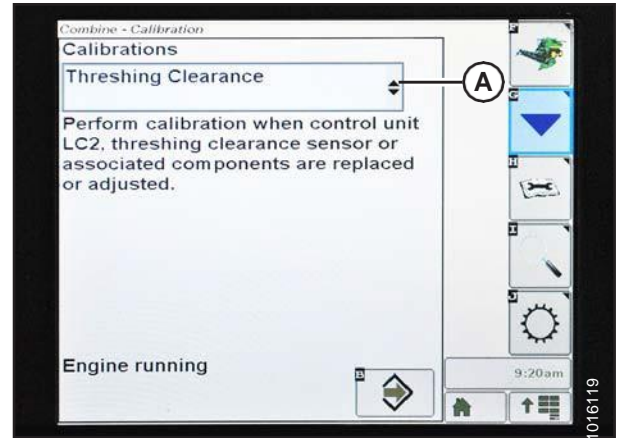 Combine - Calibration
Calibrations
Threshing Clearance
A
Perform calibration when control unit
LC2, threshing clearance sensor or
associated components are replaced
or adjusted.
Engine running
B
F
G
H
I
J
9:20am
1016119